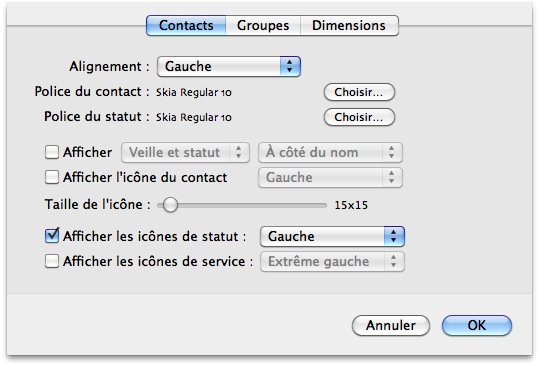 Contacts Groupes Dimensions
Alignement : Gauche
Police du contact : Skia Regular 10 Choisir...
Police du statut : Skia Regular 10 Choisir...
Afficher Veille et statut À côté du nom
Afficher l'icône du contact Gauche
Taille de l'icône : 15x15
Afficher les icônes de statut : Gauche
Afficher les icônes de service : Extrême gauche
Annuler OK